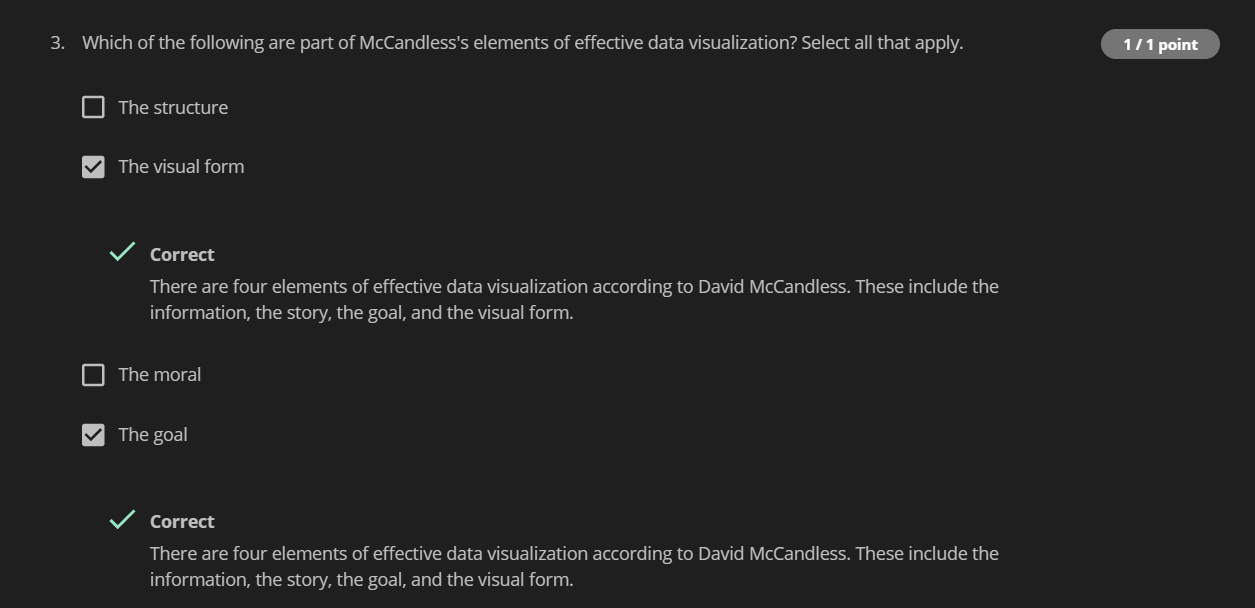 3. Which of the following are part of McCandless's elements of effective data visualization? Select all that apply.
1 / 1 point
The structure
The visual form
Correct
There are four elements of effective data visualization according to David McCandless. These include the
information, the story, the goal, and the visual form.
The moral
The goal
Correct
There are four elements of effective data visualization according to David McCandless. These include the
information, the story, the goal, and the visual form.